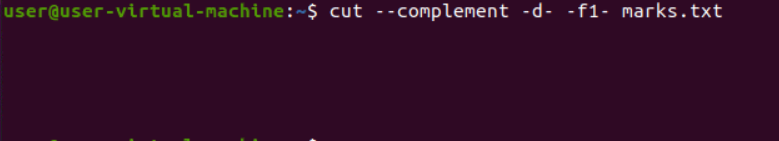 user@user-virtual-machine:~$ cut --complement -d- -f1- marks.txt